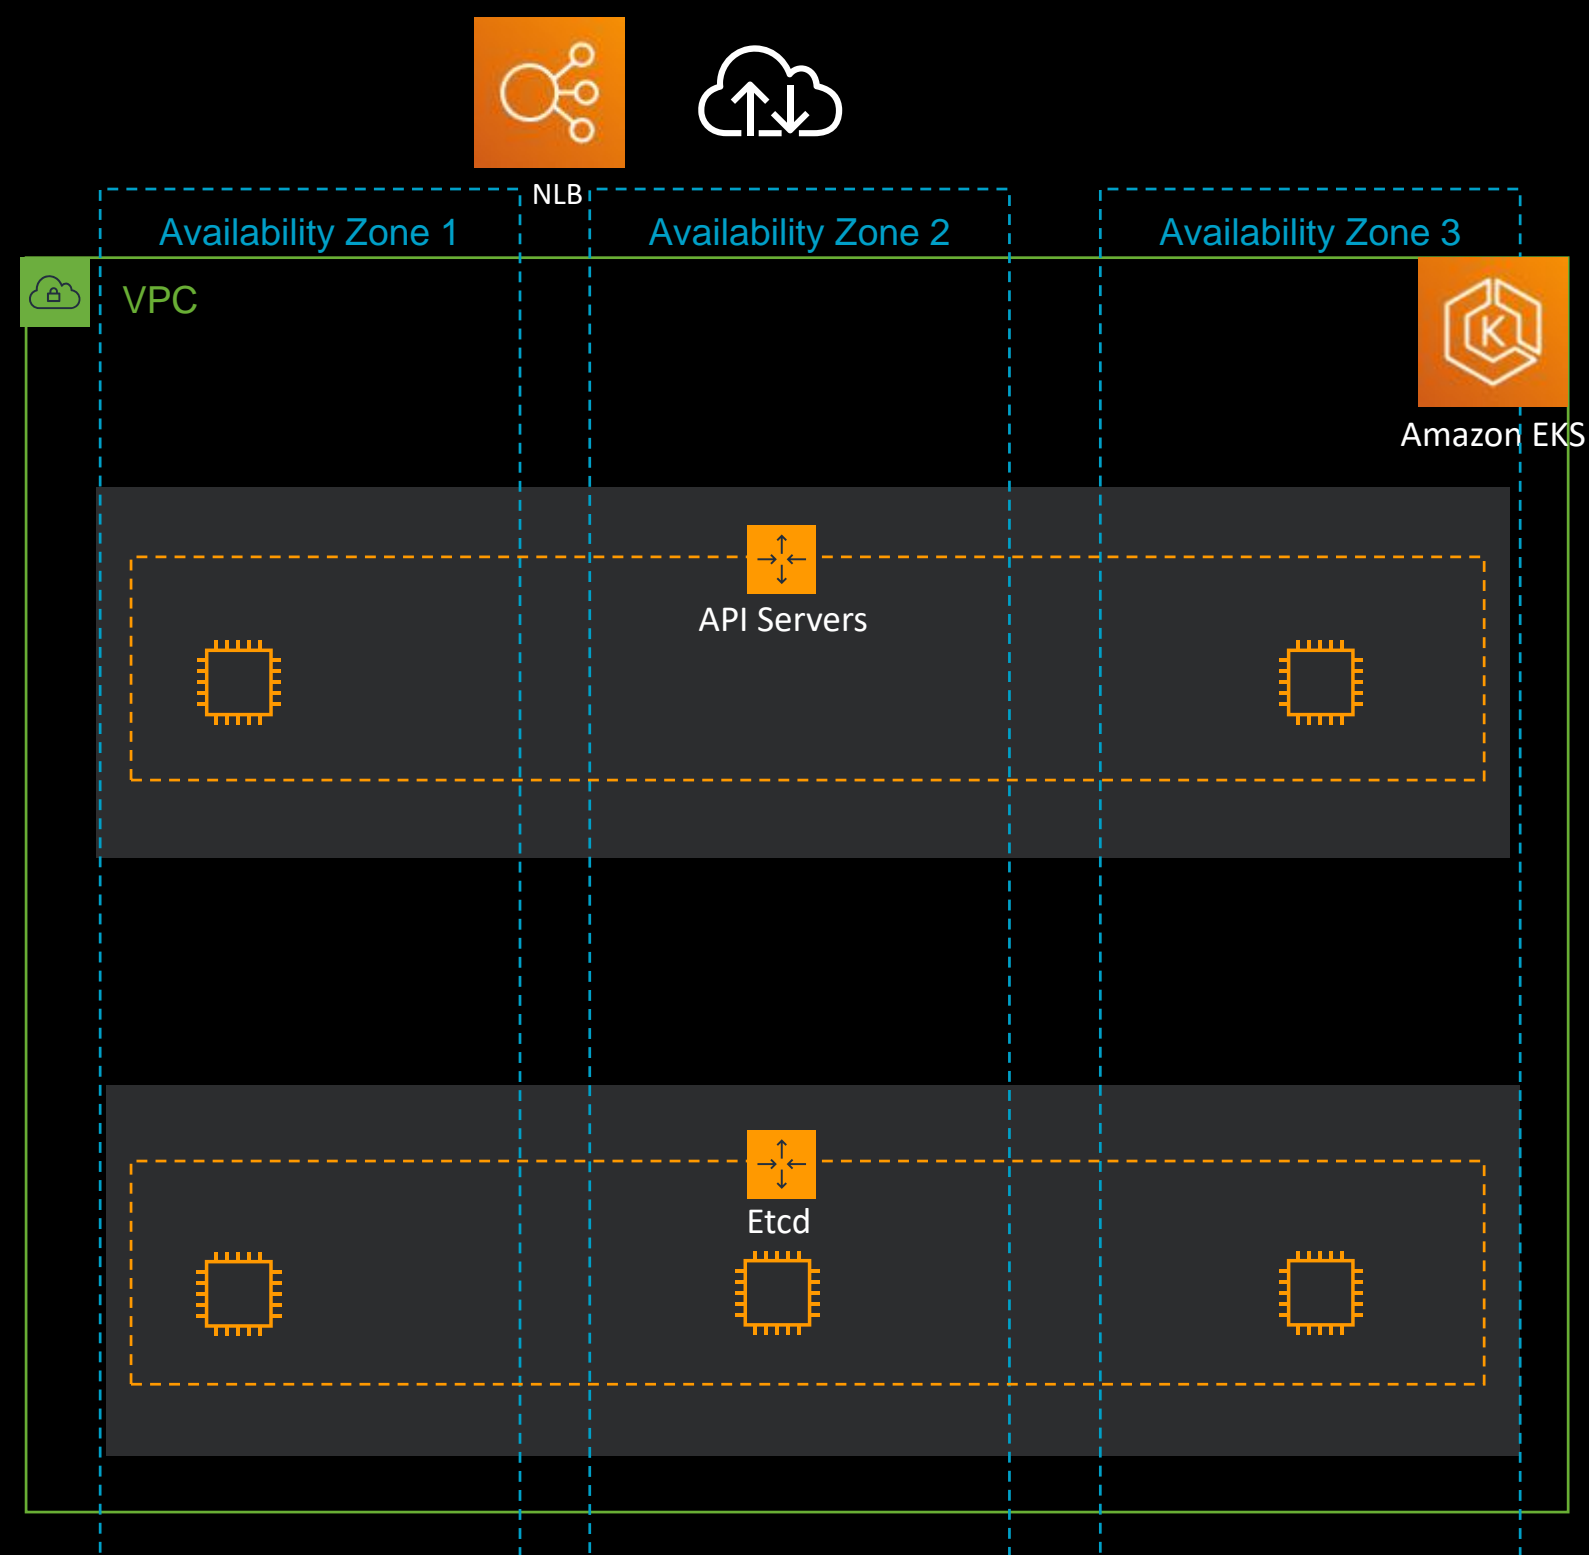 NLB
Availability Zone 1
Availability Zone 2
Availability Zone 3
VPC
K
Amazon EKS
API Servers
Etcd